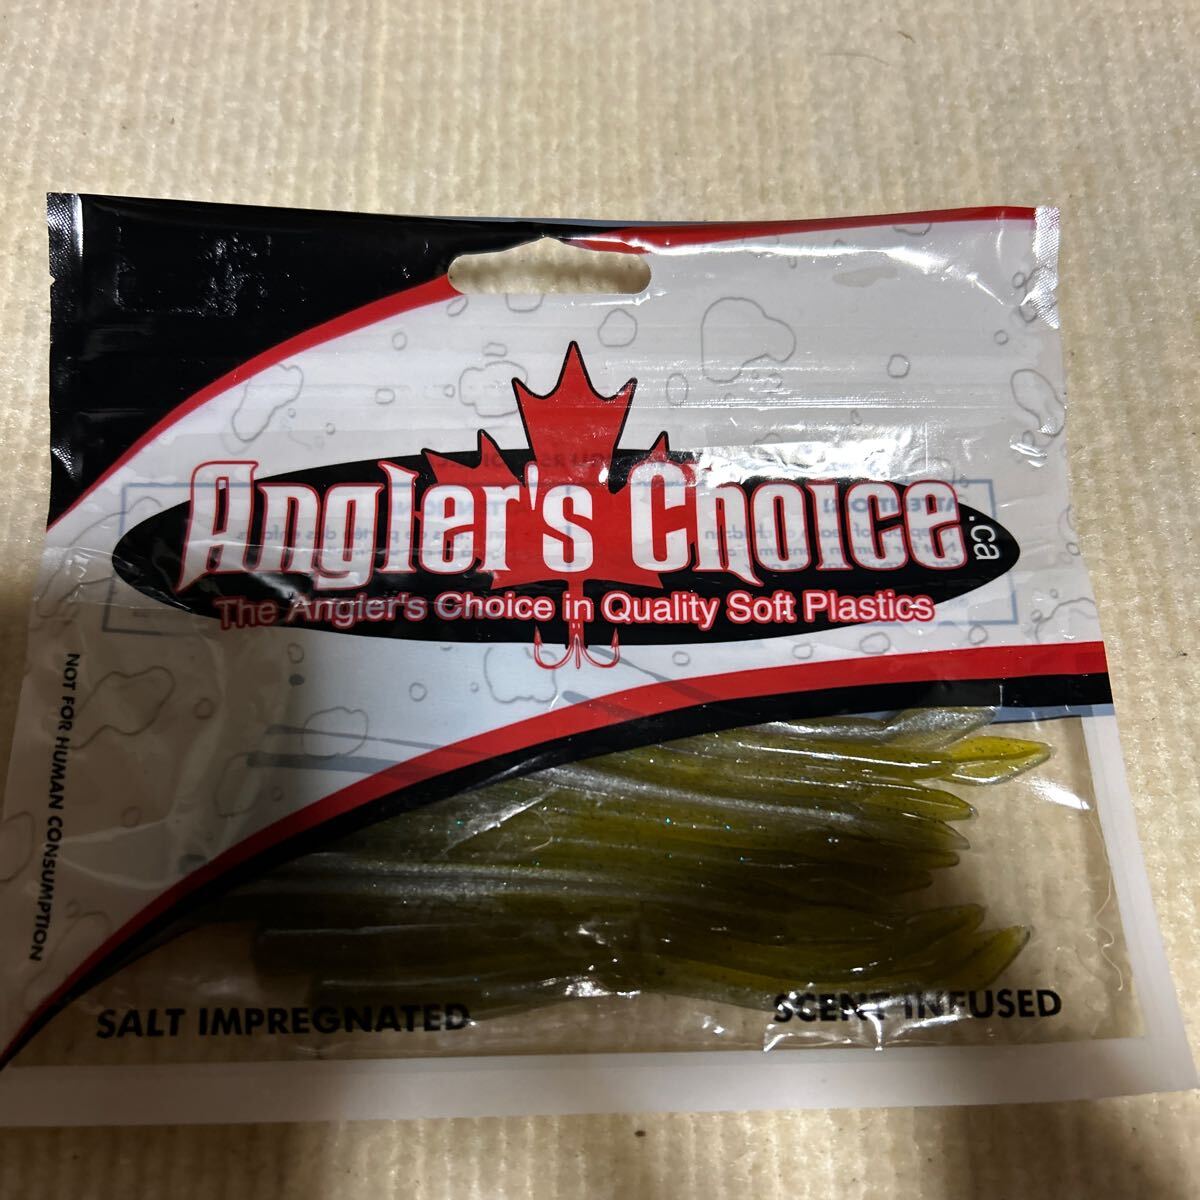 Angler's Choice
.ca
The Angler's Choice in Quality Soft Plastics
NOT FOR HUMAN CONSUMPTION
SALT IMPREGNATED
SCENT INFUSED